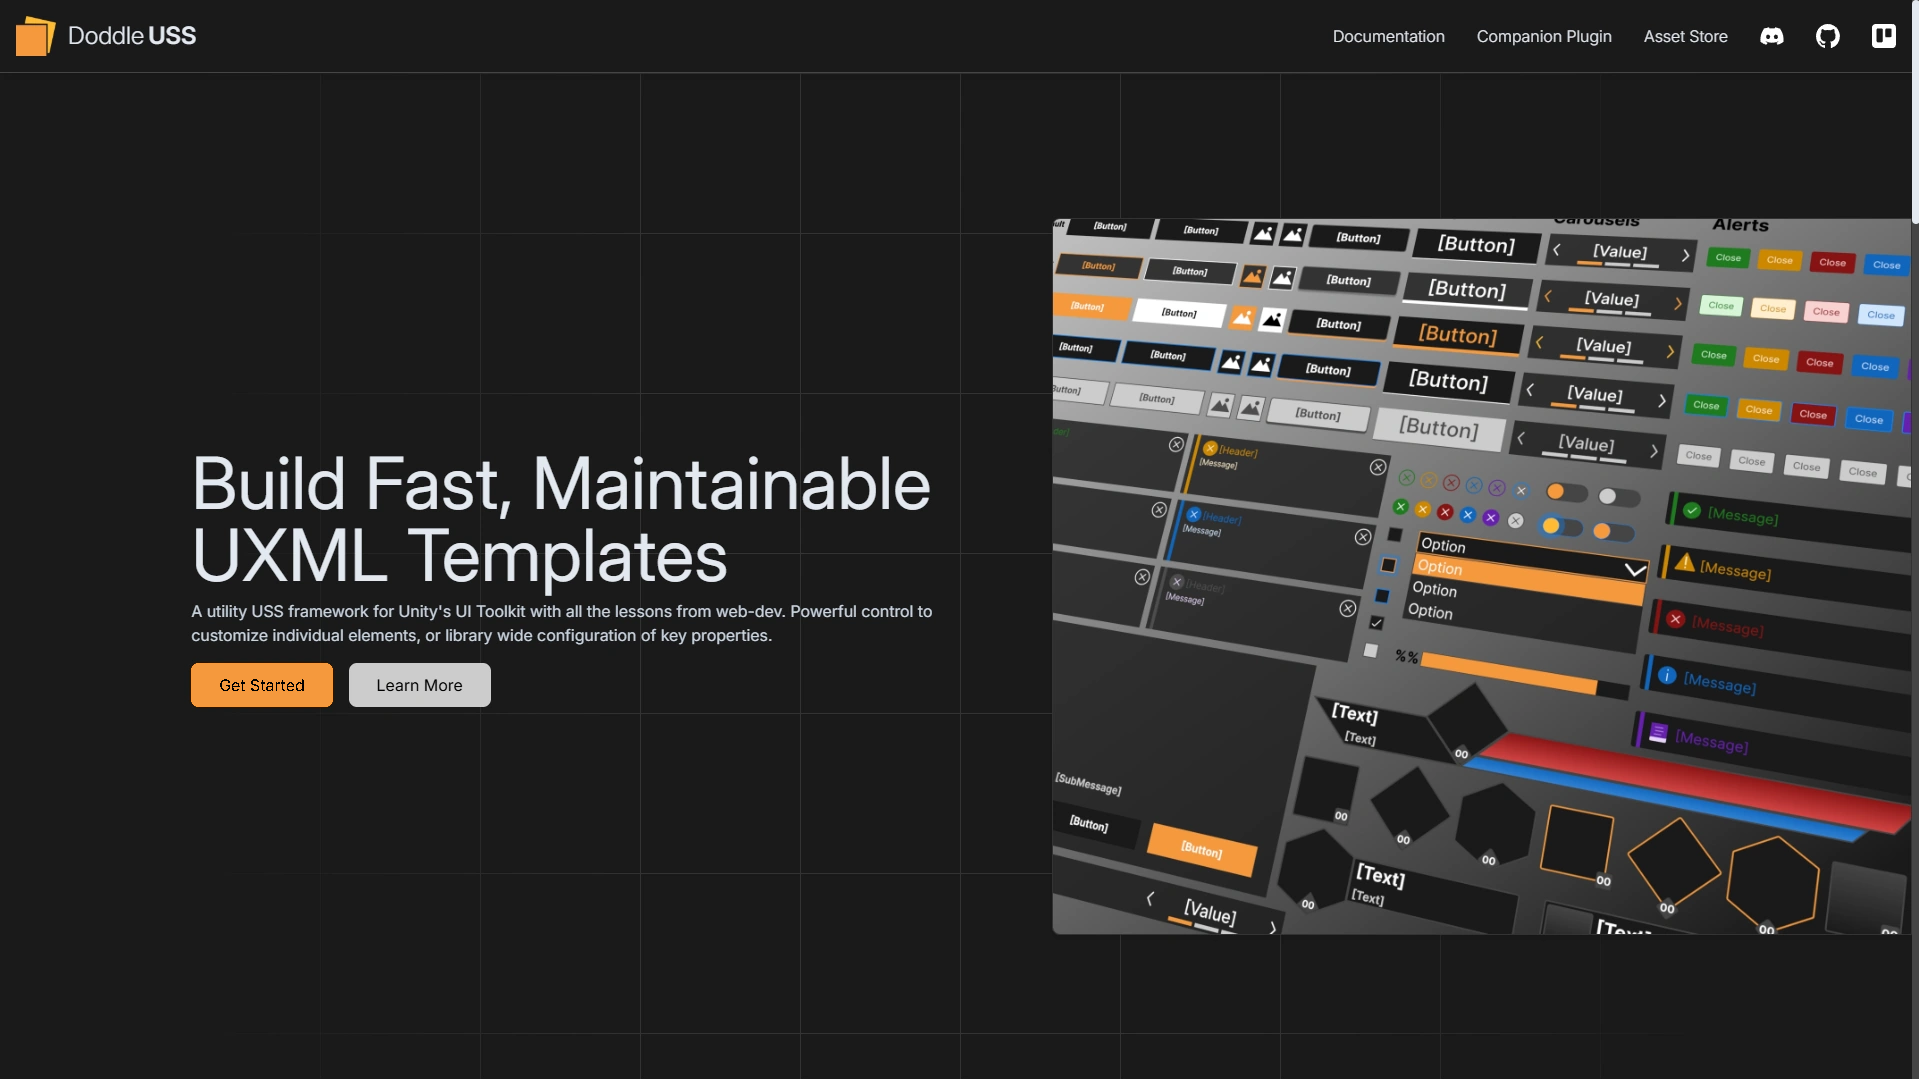 Doddle USS
Documentation
Companion Plugin
Asset Store
Build Fast, Maintainable
UXML Templates
A utility USS framework for Unity's UI Toolkit with all the lessons from web-dev. Powerful control to
customize individual elements, or library wide configuration of key properties.
Get Started
Learn More
Carousels
Alerts
[Button] [Button] [Button] [Button] [Value] Close Close Close Close
[Button] [Button] [Button] [Button] [Value] Close Close Close Close
[Button] [Button] [Button] [Button] [Value] Close Close Close Close
[Button] [Button] [Button] [Button] [Value] Close Close Close Close
[Button] [Button] [Button] [Value] Close Close Close Close
[Header]
[Message]
[Header]
[Message]
[Header]
[Message]
Option
Option
Option
Option
%%
[Message]
[Message]
[Message]
[Message]
[Message]
[Text]
[Text]
00
[SubMessage]
[Button]
[Button]
00
00
00
00
00
00
00
[Text]
[Text]
[Value]